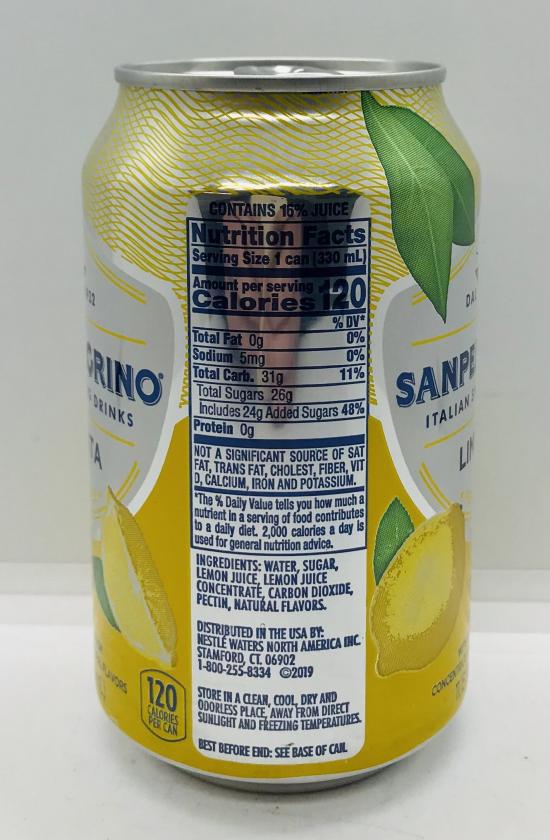 CONTAINS 16% JUICE
Nutrition Facts
Serving Size 1 can (330 mL)
Amount per serving
Calories 120
% DV*
Total Fat 0g 0%
Sodium 5mg 0%
Total Carb. 31g 11%
Total Sugars 26g
Includes 24g Added Sugars 48%
Protein 0g
NOT A SIGNIFICANT SOURCE OF SAT
FAT, TRANS FAT, CHOLEST, FIBER, VIT
D, CALCIUM, IRON AND POTASSIUM.
*The % Daily Value tells you how much a
nutrient in a serving of food contributes
to a daily diet. 2,000 calories a day is
used for general nutrition advice.
INGREDIENTS: WATER, SUGAR,
LEMON JUICE, LEMON JUICE
CONCENTRATE, CARBON DIOXIDE,
PECTIN, NATURAL FLAVORS.
DISTRIBUTED IN THE USA BY:
NESTLÉ WATERS NORTH AMERICA INC.
STAMFORD, CT. 06902
1-800-255-8334 ©2019
STORE IN A CLEAN, COOL, DRY AND
ODORLESS PLACE, AWAY FROM DIRECT
SUNLIGHT AND FREEZING TEMPERATURES.
BEST BEFORE END: SEE BASE OF CAN.
120
CALORIES
PER CAN
GRINO
DRINKS
TA
FLAVORS
DAL
SANPE
ITALIAN
LIM